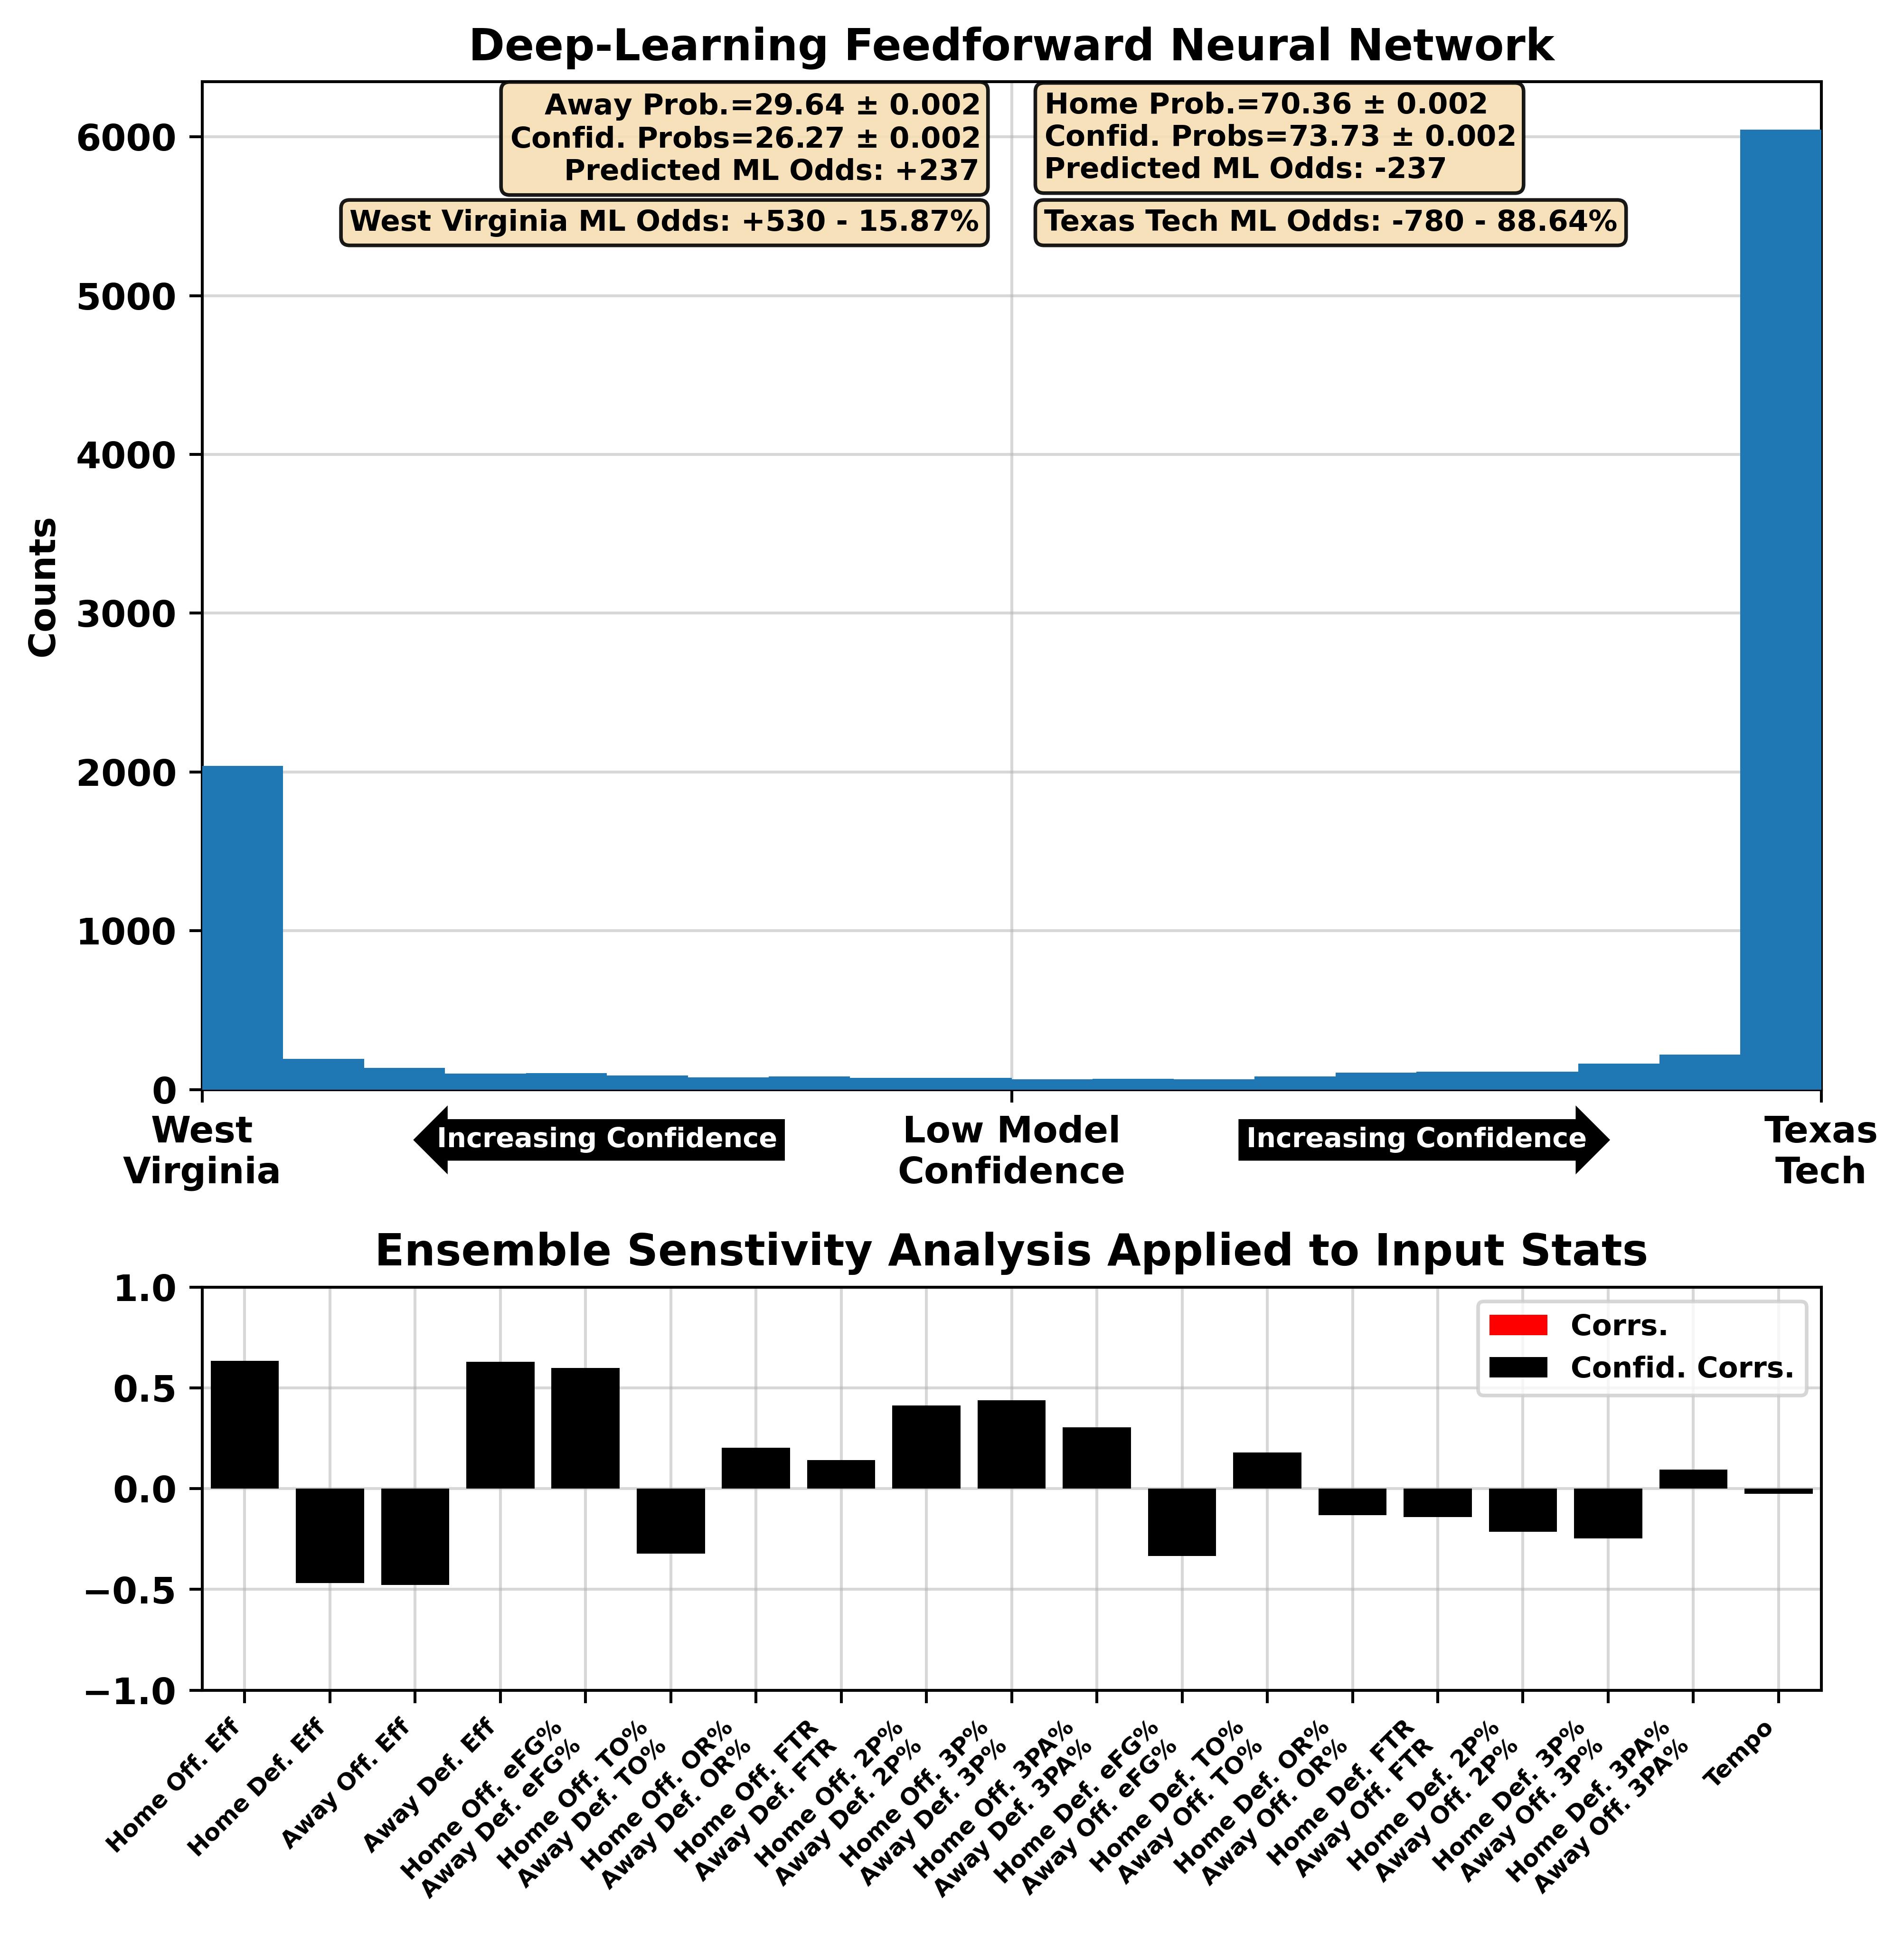 Deep-Learning Feedforward Neural Network
Away Prob.=29.64 ± 0.002
Confid. Probs=26.27 ± 0.002
Predicted ML Odds: +237
West Virginia ML Odds: +530 - 15.87%
Home Prob.=70.36 ± 0.002
Confid. Probs=73.73 ± 0.002
Predicted ML Odds: -237
Texas Tech ML Odds: -780 - 88.64%
Counts
6000
5000
4000
3000
2000
1000
0
West
Virginia
Increasing Confidence
Low Model
Confidence
Increasing Confidence
Texas
Tech
Ensemble Senstivity Analysis Applied to Input Stats
1.0
0.5
0.0
−0.5
−1.0
Corrs.
Confid. Corrs.
Home Off. Eff
Home Def. Eff
Away Off. Eff
Away Def. Eff
Home Off. eFG%
Away Def. eFG%
Home Off. TO%
Away Def. TO%
Home Off. OR%
Away Def. OR%
Home Off. FTR
Away Def. FTR
Home Off. 2P%
Away Def. 2P%
Home Off. 3P%
Away Def. 3P%
Home Off. 3PA%
Away Def. 3PA%
Home Def. eFG%
Away Off. eFG%
Home Def. TO%
Away Off. TO%
Home Def. OR%
Away Off. OR%
Home Def. FTR
Away Off. FTR
Home Def. 2P%
Away Off. 2P%
Home Def. 3P%
Away Off. 3P%
Home Def. 3PA%
Away Off. 3PA%
Tempo